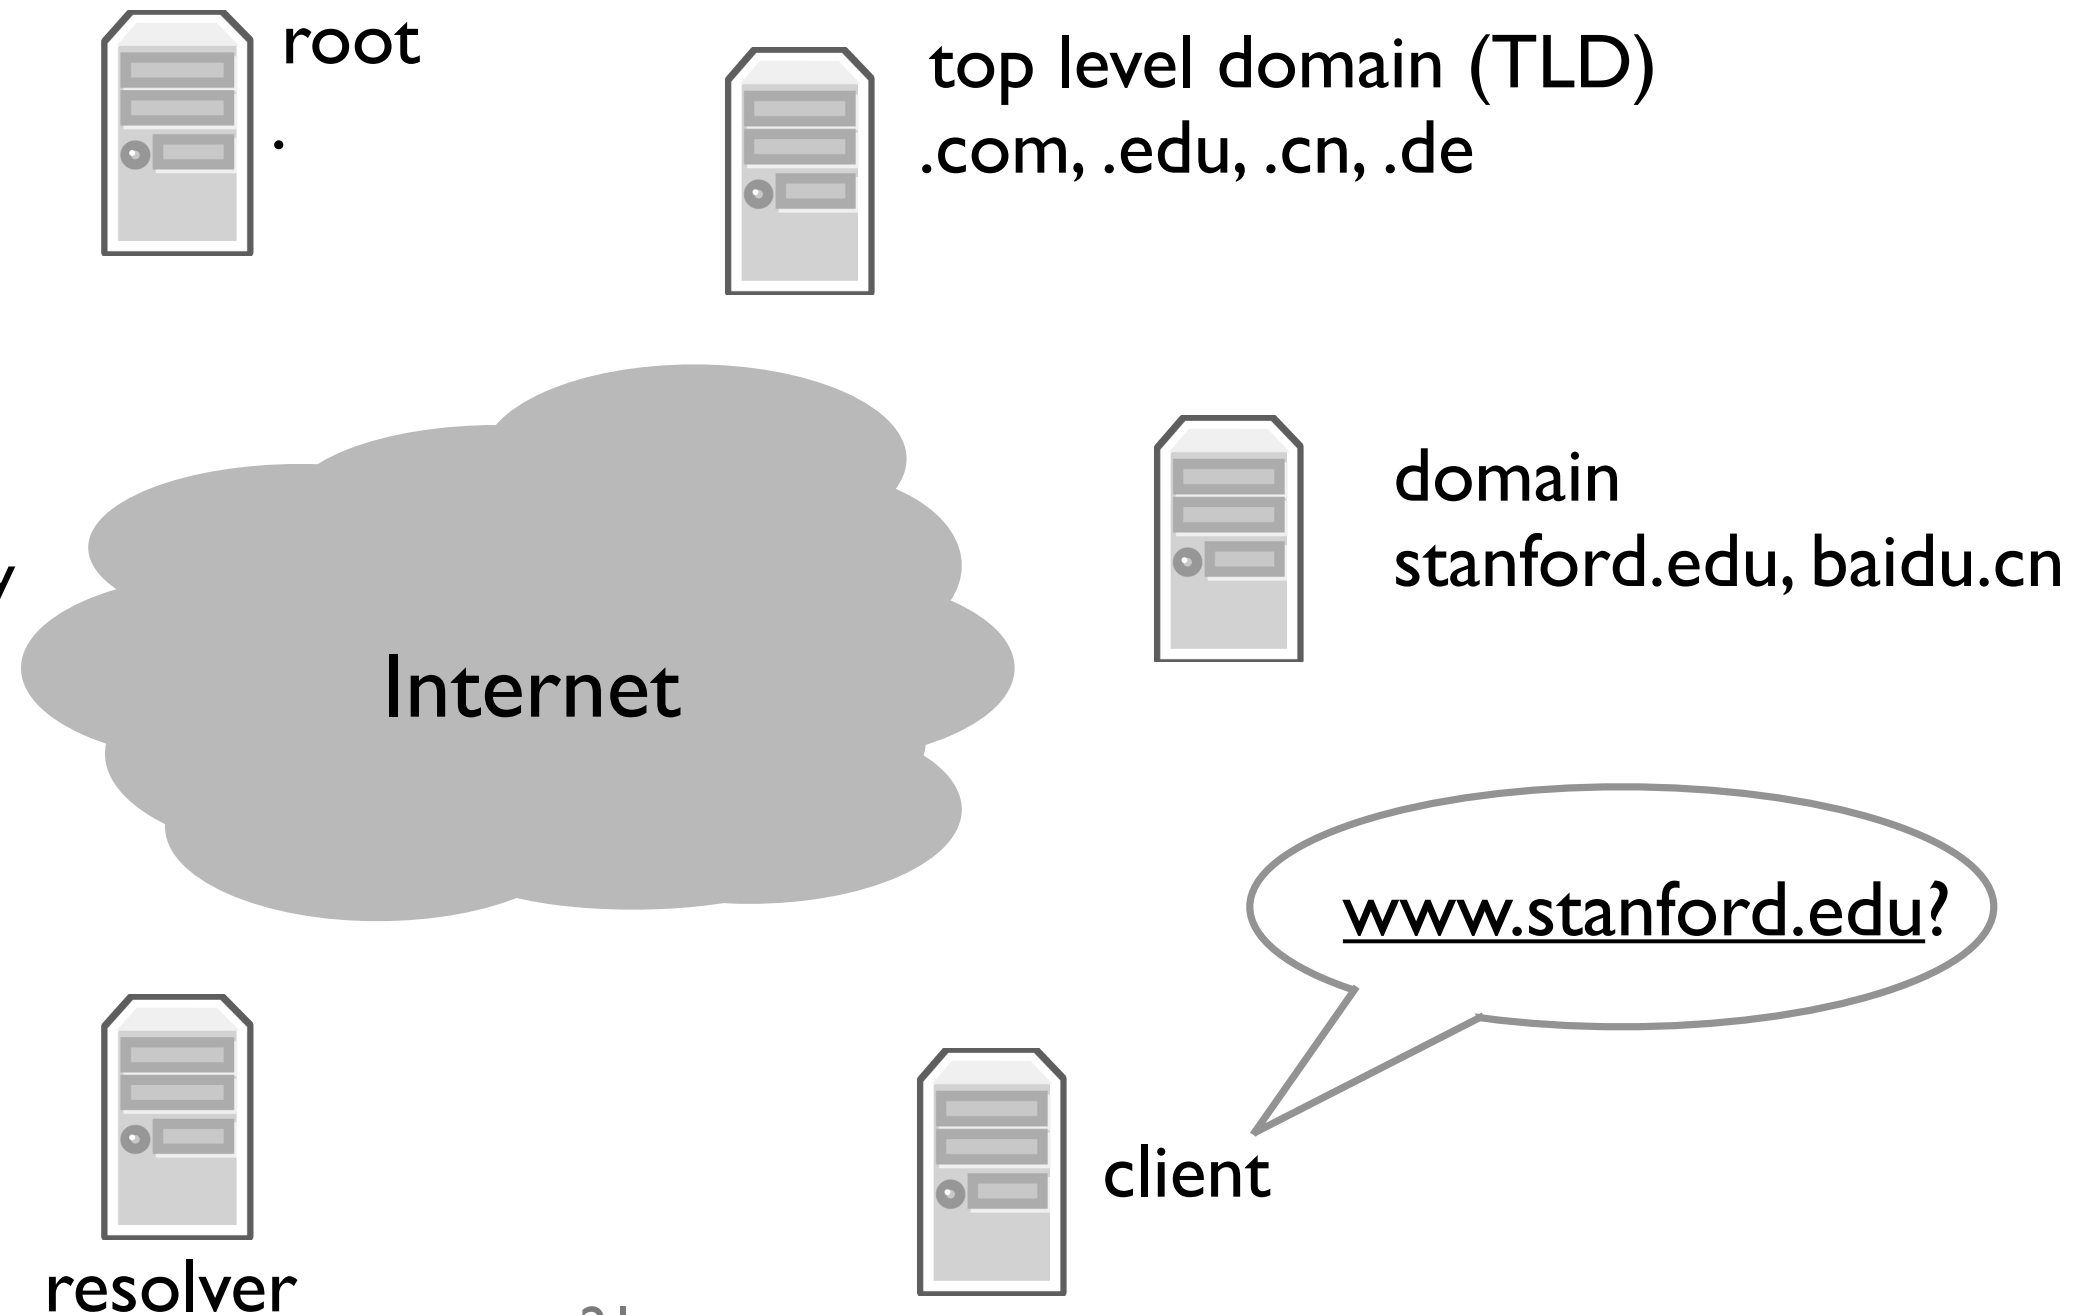 root
.
top level domain (TLD)
.com, .edu, .cn, .de
domain
stanford.edu, baidu.cn
Internet
www.stanford.edu?
client
resolver